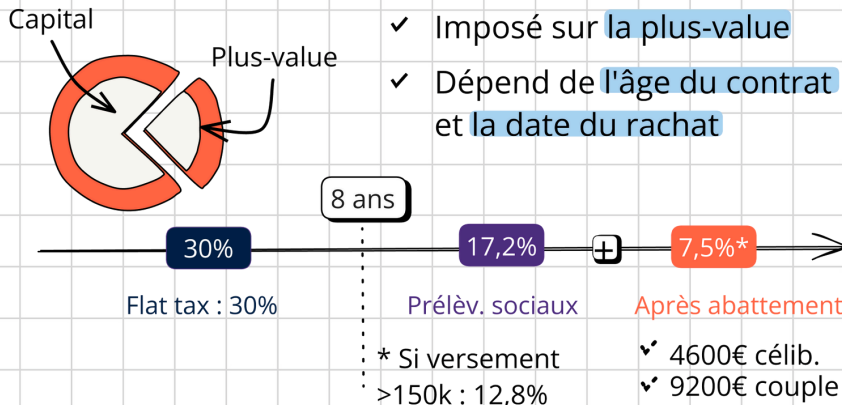 Capital
Plus-value
Imposé sur la plus-value
Dépend de l'âge du contrat
et la date du rachat
8 ans
30%
17,2%
+
7,5%*
Flat tax : 30%
Prélèv. sociaux
Après abattement
* Si versement
>150k : 12,8%
4600€ célib.
9200€ couple